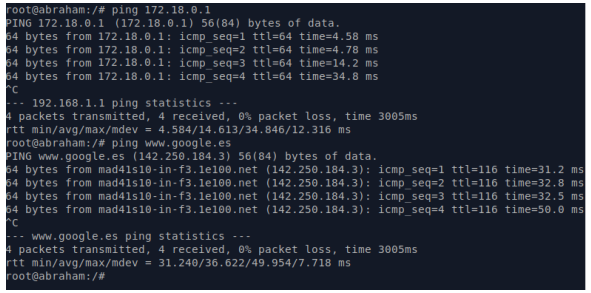 root@abraham:/# ping 172.18.0.1
PING 172.18.0.1 (172.18.0.1) 56(84) bytes of data.
64 bytes from 172.18.0.1: icmp_seq=1 ttl=64 time=4.58 ms
64 bytes from 172.18.0.1: icmp_seq=2 ttl=64 time=4.78 ms
64 bytes from 172.18.0.1: icmp_seq=3 ttl=64 time=14.2 ms
64 bytes from 172.18.0.1: icmp_seq=4 ttl=64 time=34.8 ms
^C
--- 192.168.1.1 ping statistics ---
4 packets transmitted, 4 received, 0% packet loss, time 3005ms
rtt min/avg/max/mdev = 4.584/14.613/34.846/12.316 ms
root@abraham:/# ping www.google.es
PING www.google.es (142.250.184.3) 56(84) bytes of data.
64 bytes from mad41s10-in-f3.1e100.net (142.250.184.3): icmp_seq=1 ttl=116 time=31.2 ms
64 bytes from mad41s10-in-f3.1e100.net (142.250.184.3): icmp_seq=2 ttl=116 time=32.8 ms
64 bytes from mad41s10-in-f3.1e100.net (142.250.184.3): icmp_seq=3 ttl=116 time=32.5 ms
64 bytes from mad41s10-in-f3.1e100.net (142.250.184.3): icmp_seq=4 ttl=116 time=50.0 ms
^C
--- www.google.es ping statistics ---
4 packets transmitted, 4 received, 0% packet loss, time 3005ms
rtt min/avg/max/mdev = 31.240/36.622/49.954/7.718 ms
root@abraham:/#